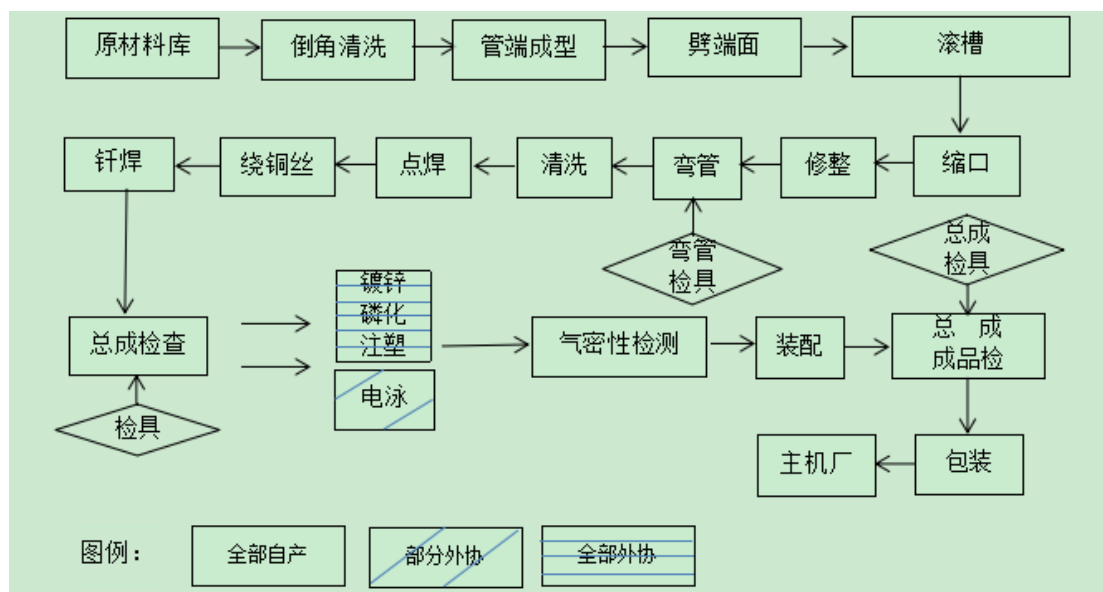 原材料库
倒角清洗
管端成型
劈端面
滚槽
钎焊
绕铜丝
点焊
清洗
弯管
修整
缩口
弯管
检具
总成
检具
总成检查
镀锌
磷化
注塑
电泳
气密性检测
装配
总 成
成品检
检具
主机厂
包装
图例：
全部自产
部分外协
全部外协